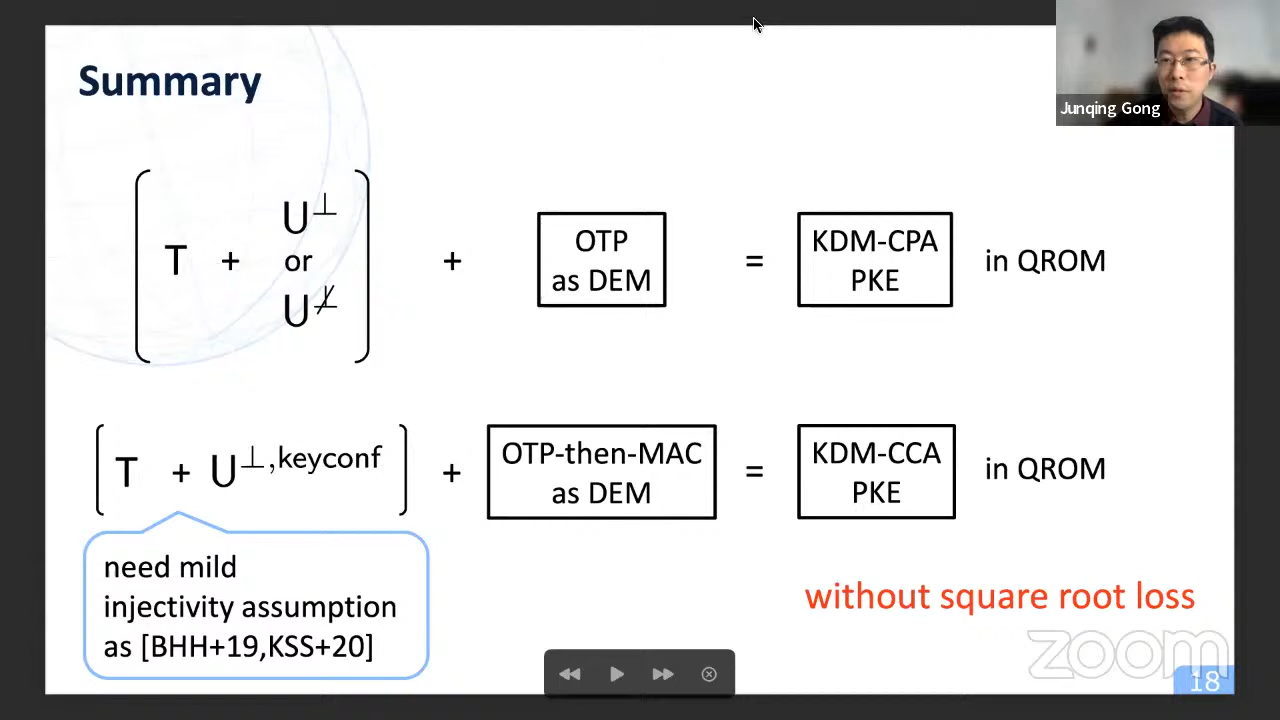 Summary
Junqing Gong
T + U^⊥ or U^⊥̸ + OTP as DEM = KDM-CPA PKE in QROM
T + U^⊥,keyconf + OTP-then-MAC as DEM = KDM-CCA PKE in QROM
need mild
injectivity assumption
as [BHH+19,KSS+20]
without square root loss
zoom
18